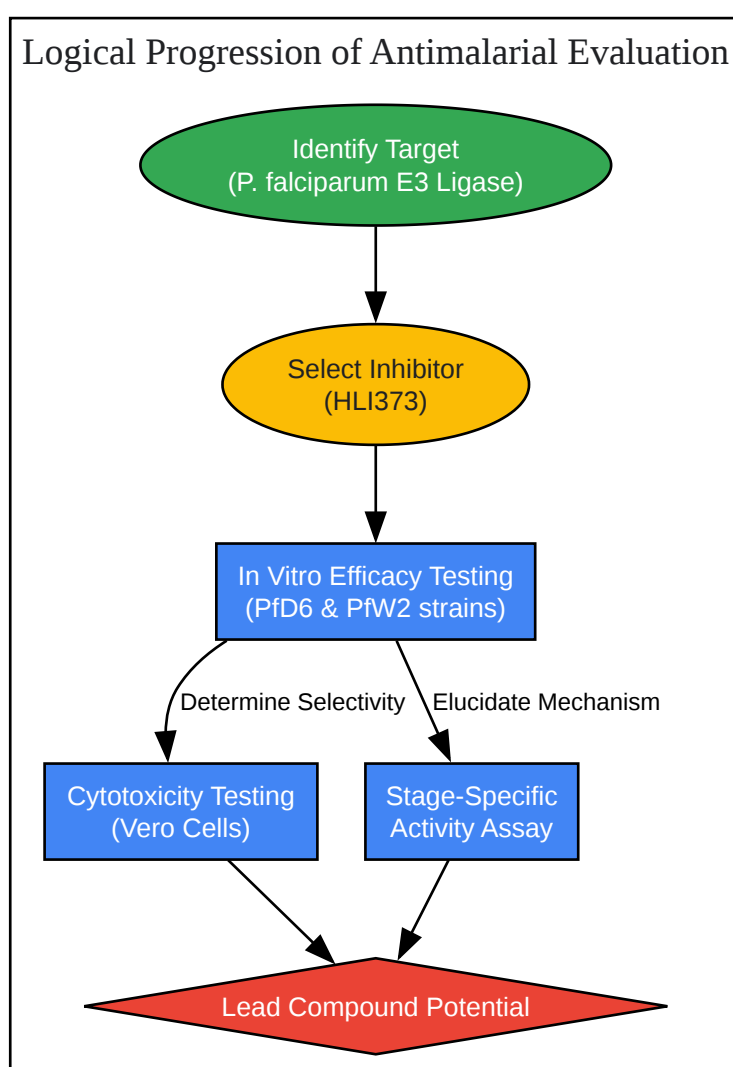 Logical Progression of Antimalarial Evaluation
Identify Target
(P. falciparum E3 Ligase)
Select Inhibitor
(HLI373)
In Vitro Efficacy Testing
(PfD6 & PfW2 strains)
Determine Selectivity
Elucidate Mechanism
Cytotoxicity Testing
(Vero Cells)
Stage-Specific
Activity Assay
Lead Compound Potential